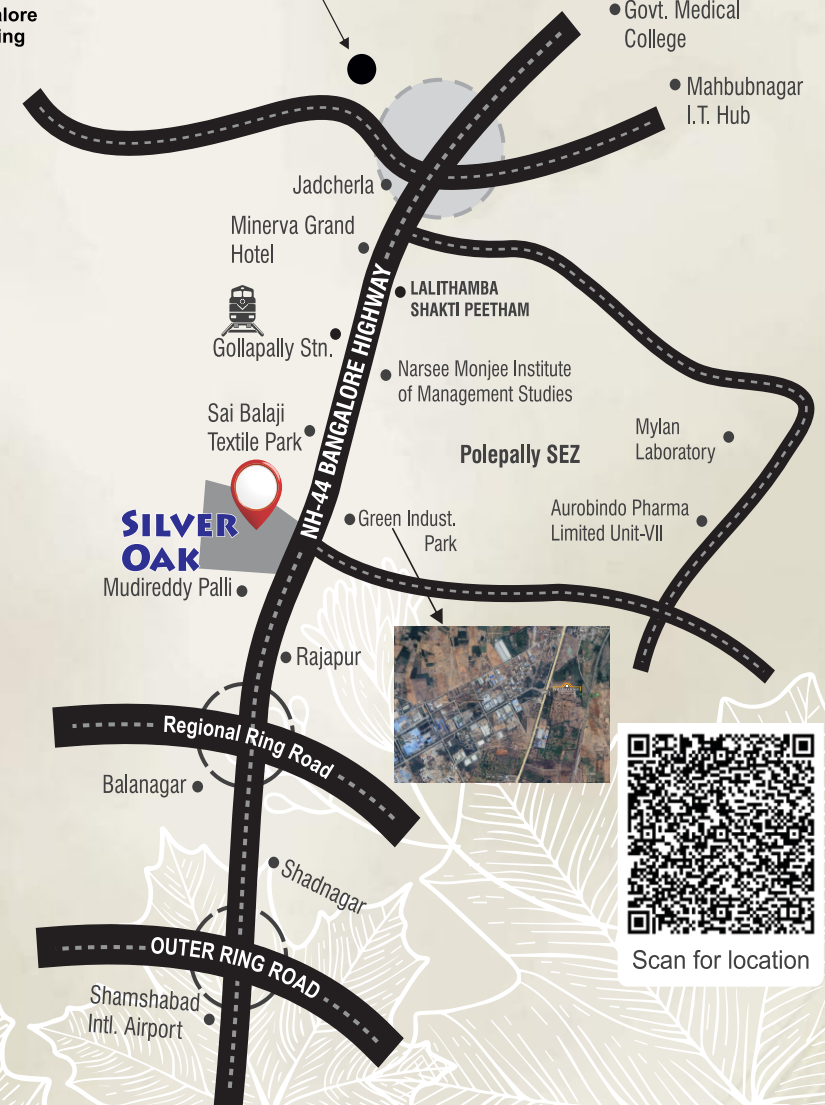 Govt. Medical
College
Mahbubnagar
I.T. Hub
Jadcherla
Minerva Grand
Hotel
LALITHAMBA
SHAKTI PEETHAM
Gollapally Stn.
NH-44 BANGALORE HIGHWAY
Narsee Monjee Institute
of Management Studies
Sai Balaji
Textile Park
Polepally SEZ
Mylan
Laboratory
SILVER
OAK
Green Indust.
Park
Aurobindo Pharma
Limited Unit-VII
Mudireddy Palli
Rajapur
Regional Ring Road
Balanagar
Shadnagar
OUTER RING ROAD
Scan for location
Shamshabad
Intl. Airport